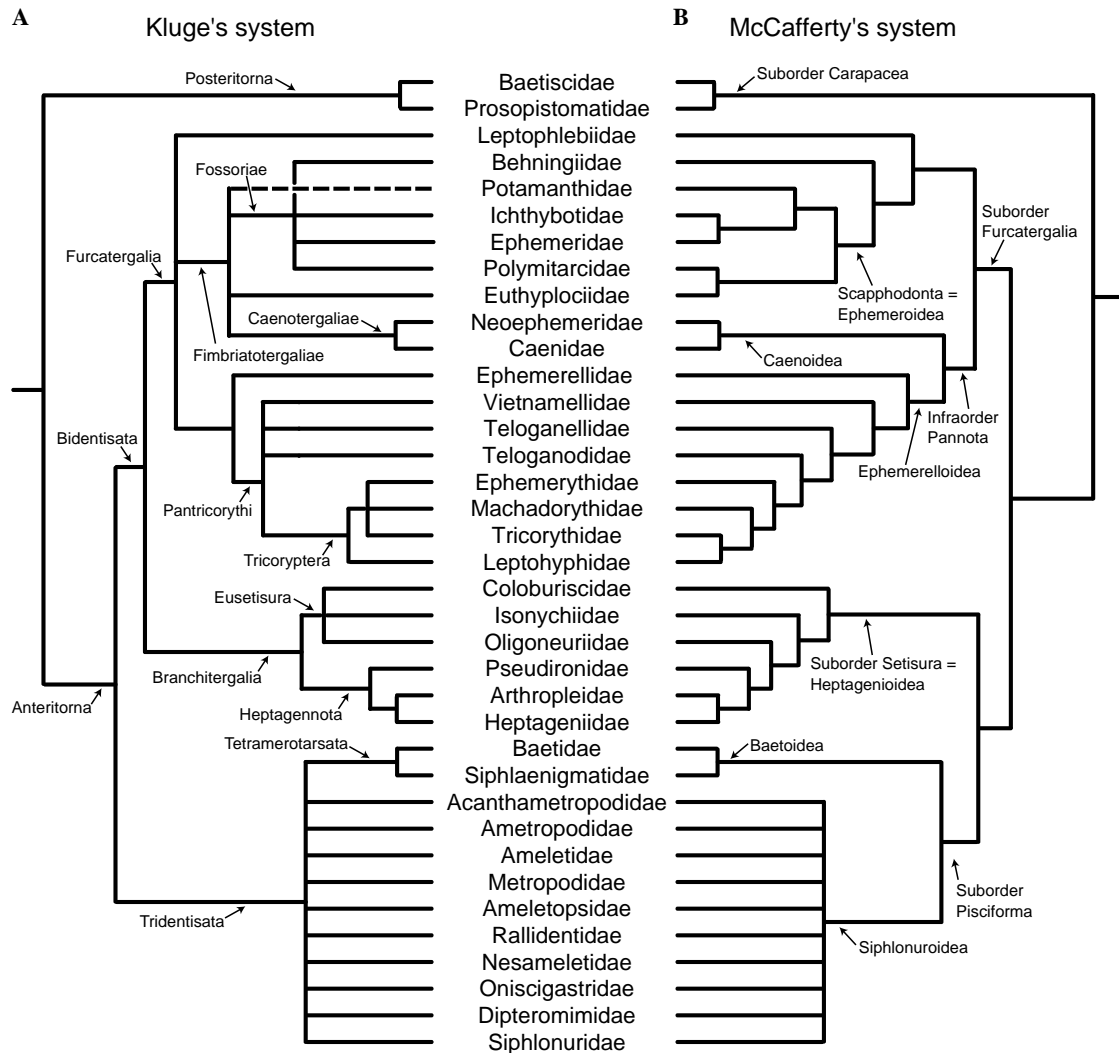 A
Kluge's system
B
McCafferty's system
Posteritorna
Fossoriae
Furcatergalia
Caenotergaliae
Fimbriatotergaliae
Bidentisata
Pantricorythi
Tricoryptera
Eusetisura
Branchitergalia
Anteritorna
Heptagennota
Tetramerotarsata
Tridentisata
Baetiscidae
Prosopistomatidae
Leptophlebiidae
Behningiidae
Potamanthidae
Ichthybotidae
Ephemeridae
Polymitarcidae
Euthyplociidae
Neoephemeridae
Caenidae
Ephemerellidae
Vietnamellidae
Teloganellidae
Teloganodidae
Ephemerythidae
Machadorythidae
Tricorythidae
Leptohyphidae
Coloburiscidae
Isonychiidae
Oligoneuriidae
Pseudironidae
Arthropleidae
Heptageniidae
Baetidae
Siphlaenigmatidae
Acanthametropodidae
Ametropodidae
Ameletidae
Metropodidae
Ameletopsidae
Rallidentidae
Nesameletidae
Oniscigastridae
Dipteromimidae
Siphlonuridae
Suborder Carapacea
Suborder
Furcatergalia
Scapphodonta =
Ephemeroidea
Caenoidea
Infraorder
Pannota
Ephemerelloidea
Suborder Setisura =
Heptagenioidea
Baetoidea
Suborder
Pisciforma
Siphlonuroidea